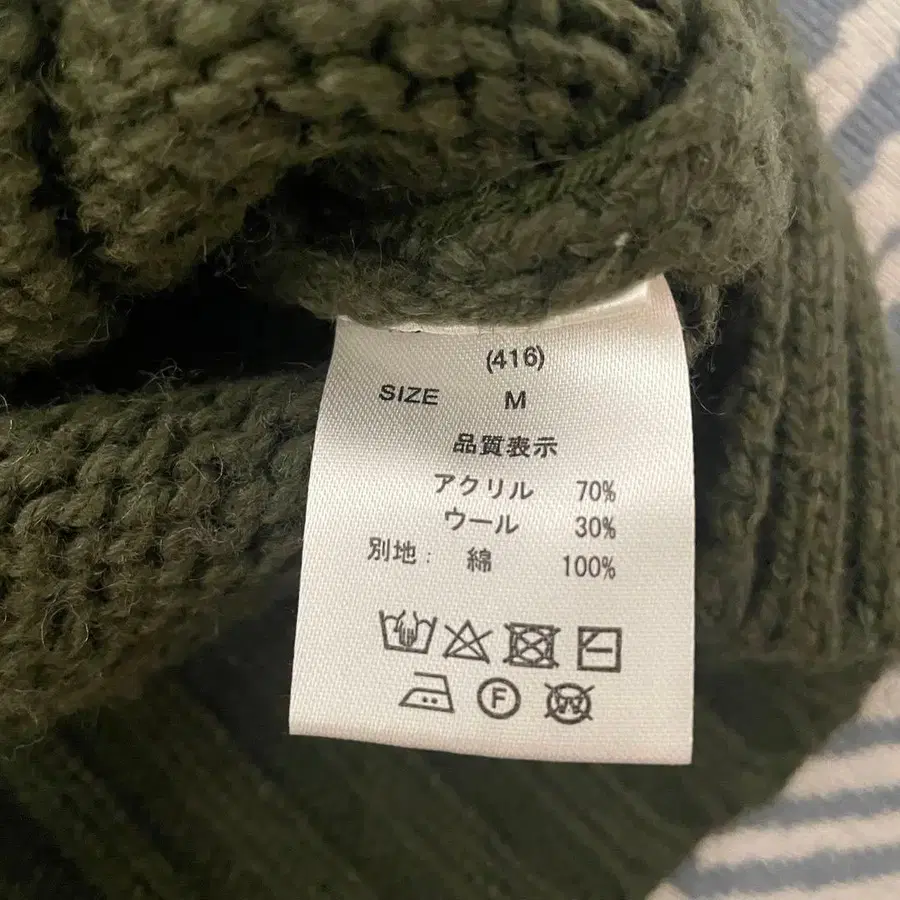 (416)
SIZE M
品質表示
アクリル 70%
ウール 30%
別地: 綿 100%
F
W